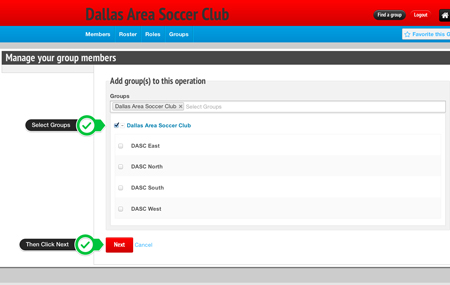 Dallas Area Soccer Club
Find a group
Logout
Members Roster Roles Groups
Favorite this G
Manage your group members
Add group(s) to this operation
Groups
Dallas Area Soccer Club × Select Groups
Select Groups
- Dallas Area Soccer Club
DASC East
DASC North
DASC South
DASC West
Then Click Next
Next Cancel